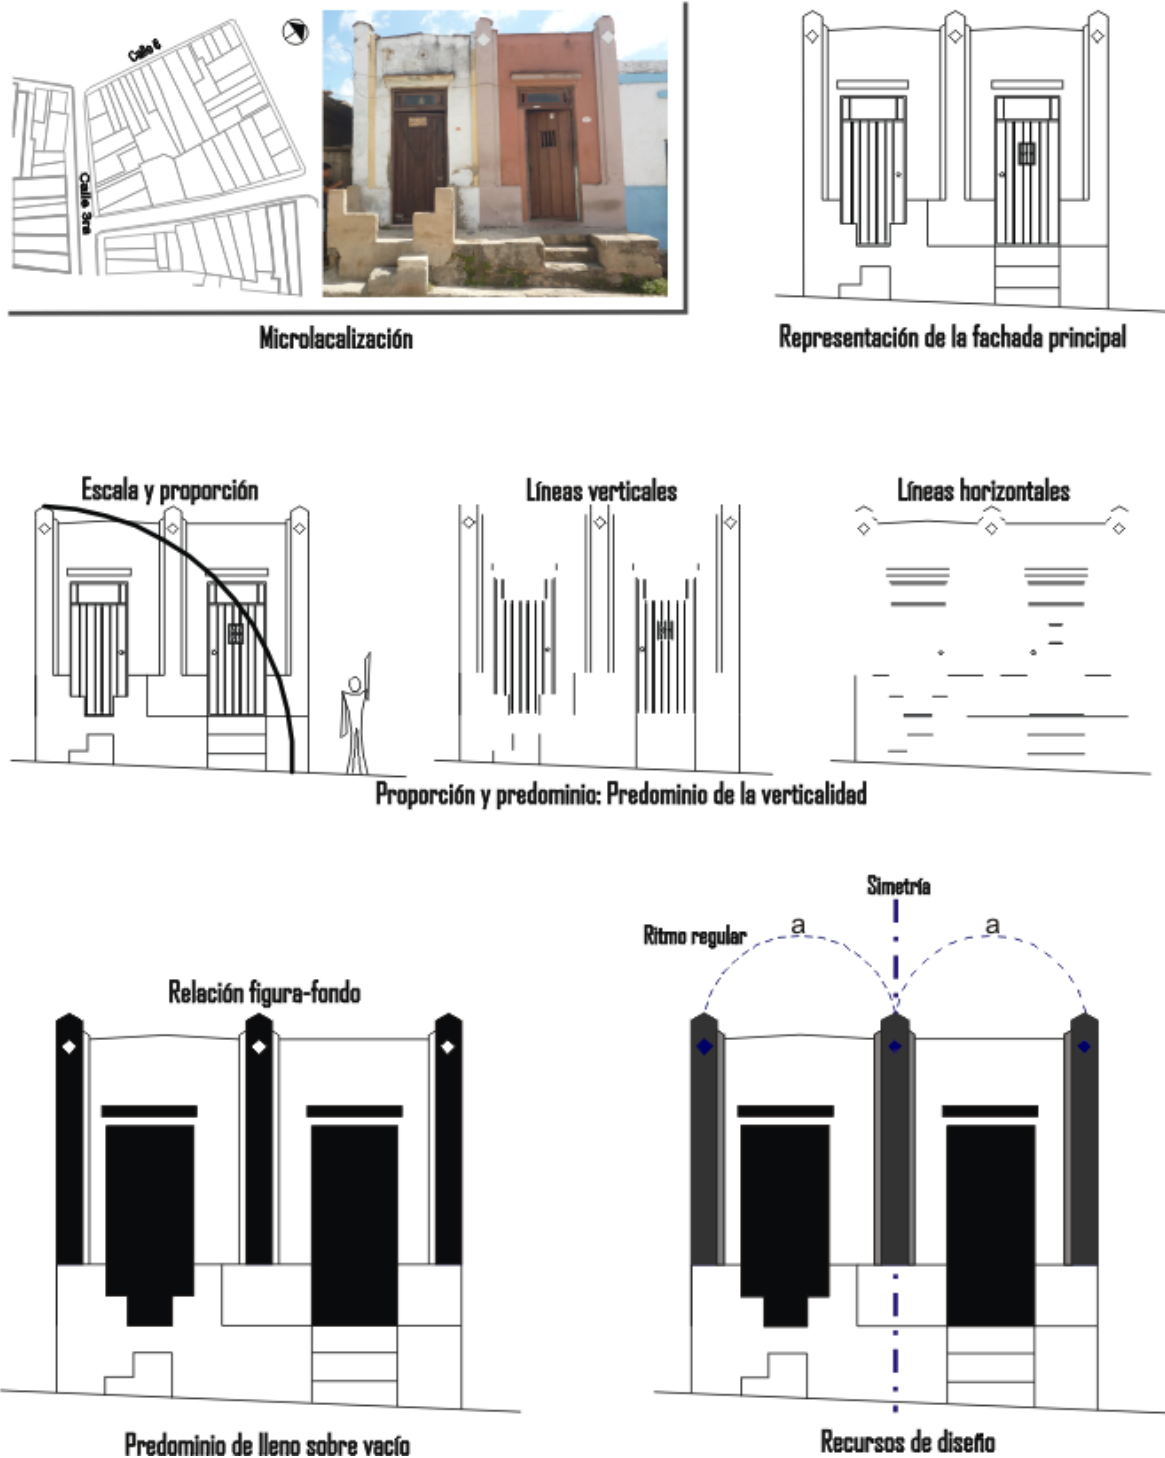 Calle 6
Calle 3ra
Microlacalización
Representación de la fachada principal
Escala y proporción
Líneas verticales
Líneas horizontales
Proporción y predominio: Predominio de la verticalidad
Simetría
Ritmo regular
a
a
Relación figura-fondo
Predominio de lleno sobre vacío
Recursos de diseño